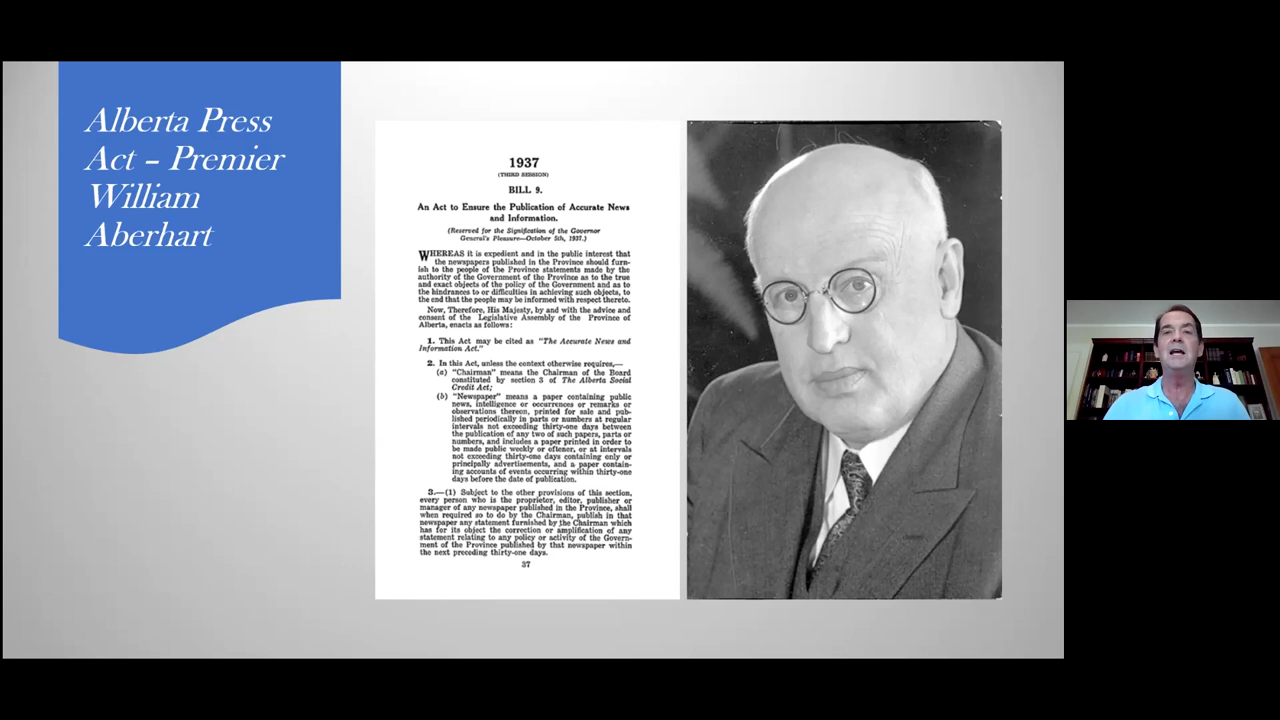 Alberta Press
Act – Premier
William
Aberhart
1937
(THIRD SESSION)
BILL 9.
An Act to Ensure the Publication of Accurate News
and Information.
(Reserved for the Signification of the Governor
General's Pleasure—October 5th, 1937.)
WHEREAS it is expedient and in the public interest that
the newspapers published in the Province should furn-
ish to the people of the Province statements made by the
authority of the Government of the Province as to the true
and exact objects of the policy of the Government and as to
the hindrances to or difficulties in achieving such objects, to
the end that the people may be informed with respect thereto.
Now, Therefore, His Majesty, by and with the advice and
consent of the Legislative Assembly of the Province of
Alberta, enacts as follows:
1. This Act may be cited as "The Accurate News and
Information Act."
2. In this Act, unless the context otherwise requires,—
(a) "Chairman" means the Chairman of the Board
constituted by section 3 of The Alberta Social
Credit Act;
(b) "Newspaper" means a paper containing public
news, intelligence or occurrences or remarks or
observations thereon, printed for sale and pub-
lished periodically in parts or numbers at regular
intervals not exceeding thirty-one days between
the publication of any two of such papers, parts or
numbers, and includes a paper printed in order to
be made public weekly or oftener, or at intervals
not exceeding thirty-one days containing only or
principally advertisements, and a paper contain-
ing accounts of events occurring within thirty-one
days before the date of publication.
3.—(1) Subject to the other provisions of this section,
every person who is the proprietor, editor, publisher or
manager of any newspaper published in the Province, shall
when required so to do by the Chairman, publish in that
newspaper any statement furnished by the Chairman which
has for its object the correction or amplification of any
statement relating to any policy or activity of the Govern-
ment of the Province published by that newspaper within
the next preceding thirty-one days.
37